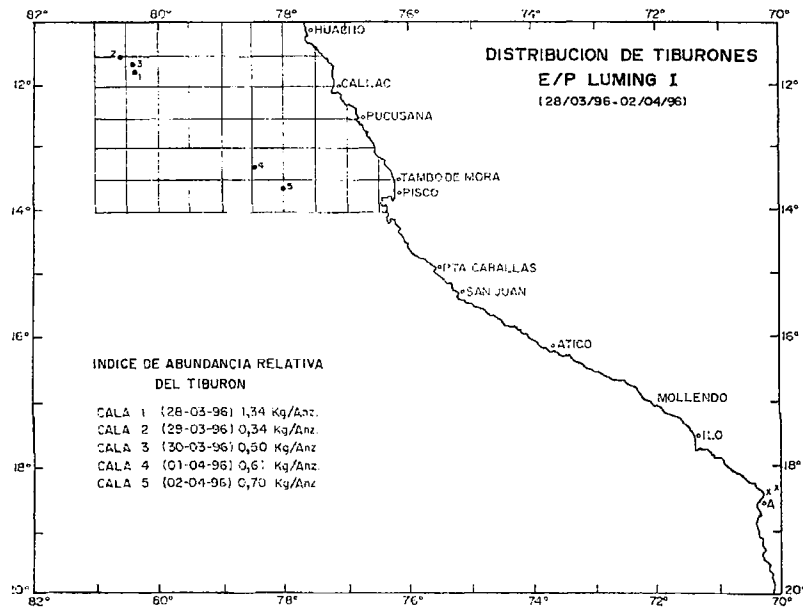 82° 80° 78° 76° 74° 72° 70°
HUACHO
DISTRIBUCION DE TIBURONES
E/P LUMING I
(28/03/96-02/04/96)
2
3
1
12° CALLAO 12°
PUCUSANA
4
TAMBO DE MORA
5
PISCO
14° 14°
PTA CABALLAS
SAN JUAN
16° ATICO 16°
INDICE DE ABUNDANCIA RELATIVA
DEL TIBURON
MOLLENDO
CALA 1 (28-03-96) 1,34 Kg/Anz.
CALA 2 (29-03-96) 0,34 Kg/Anz.
ILO
CALA 3 (30-03-96) 0,50 Kg/Anz
CALA 4 (01-04-96) 0,61 Kg/Anz
18° 18°
CALA 5 (02-04-96) 0,70 Kg/Anz
x x
A
20° 20°
82° 80° 78° 76° 74° 72° 70°